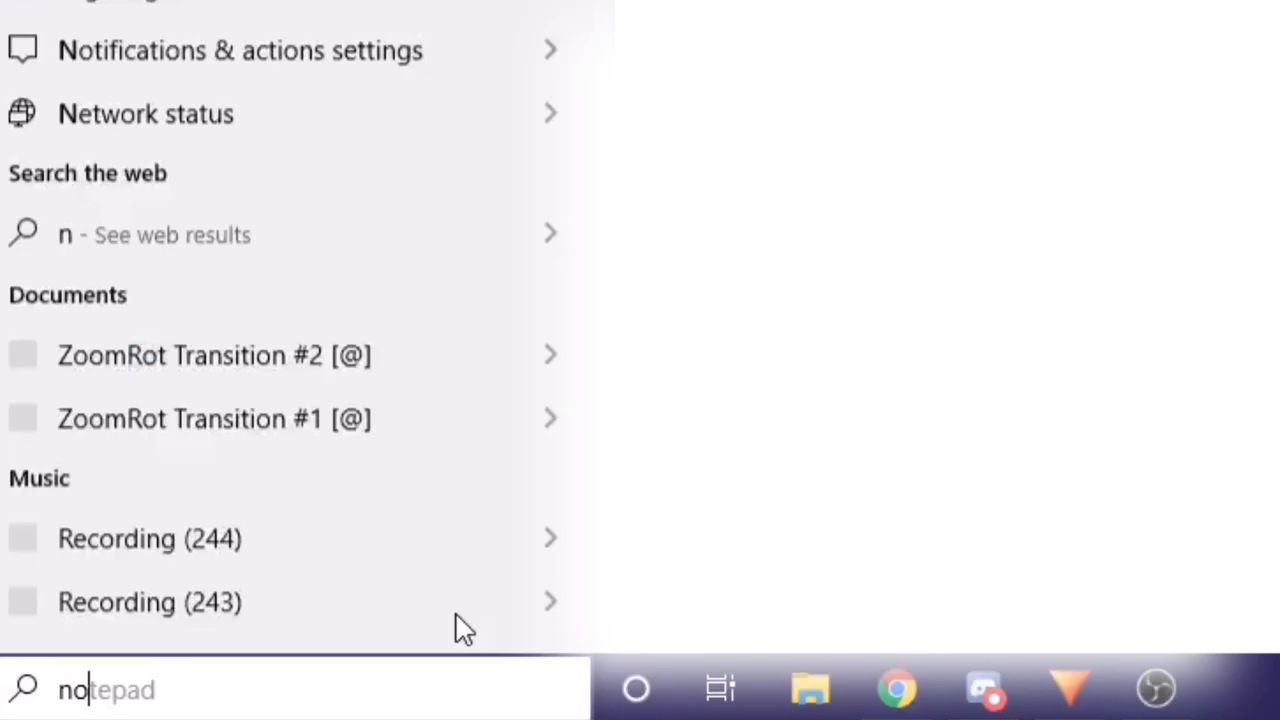 Notifications & actions settings
Network status
Search the web
n - See web results
Documents
ZoomRot Transition #2 [@]
ZoomRot Transition #1 [@]
Music
Recording (244)
Recording (243)
notepad